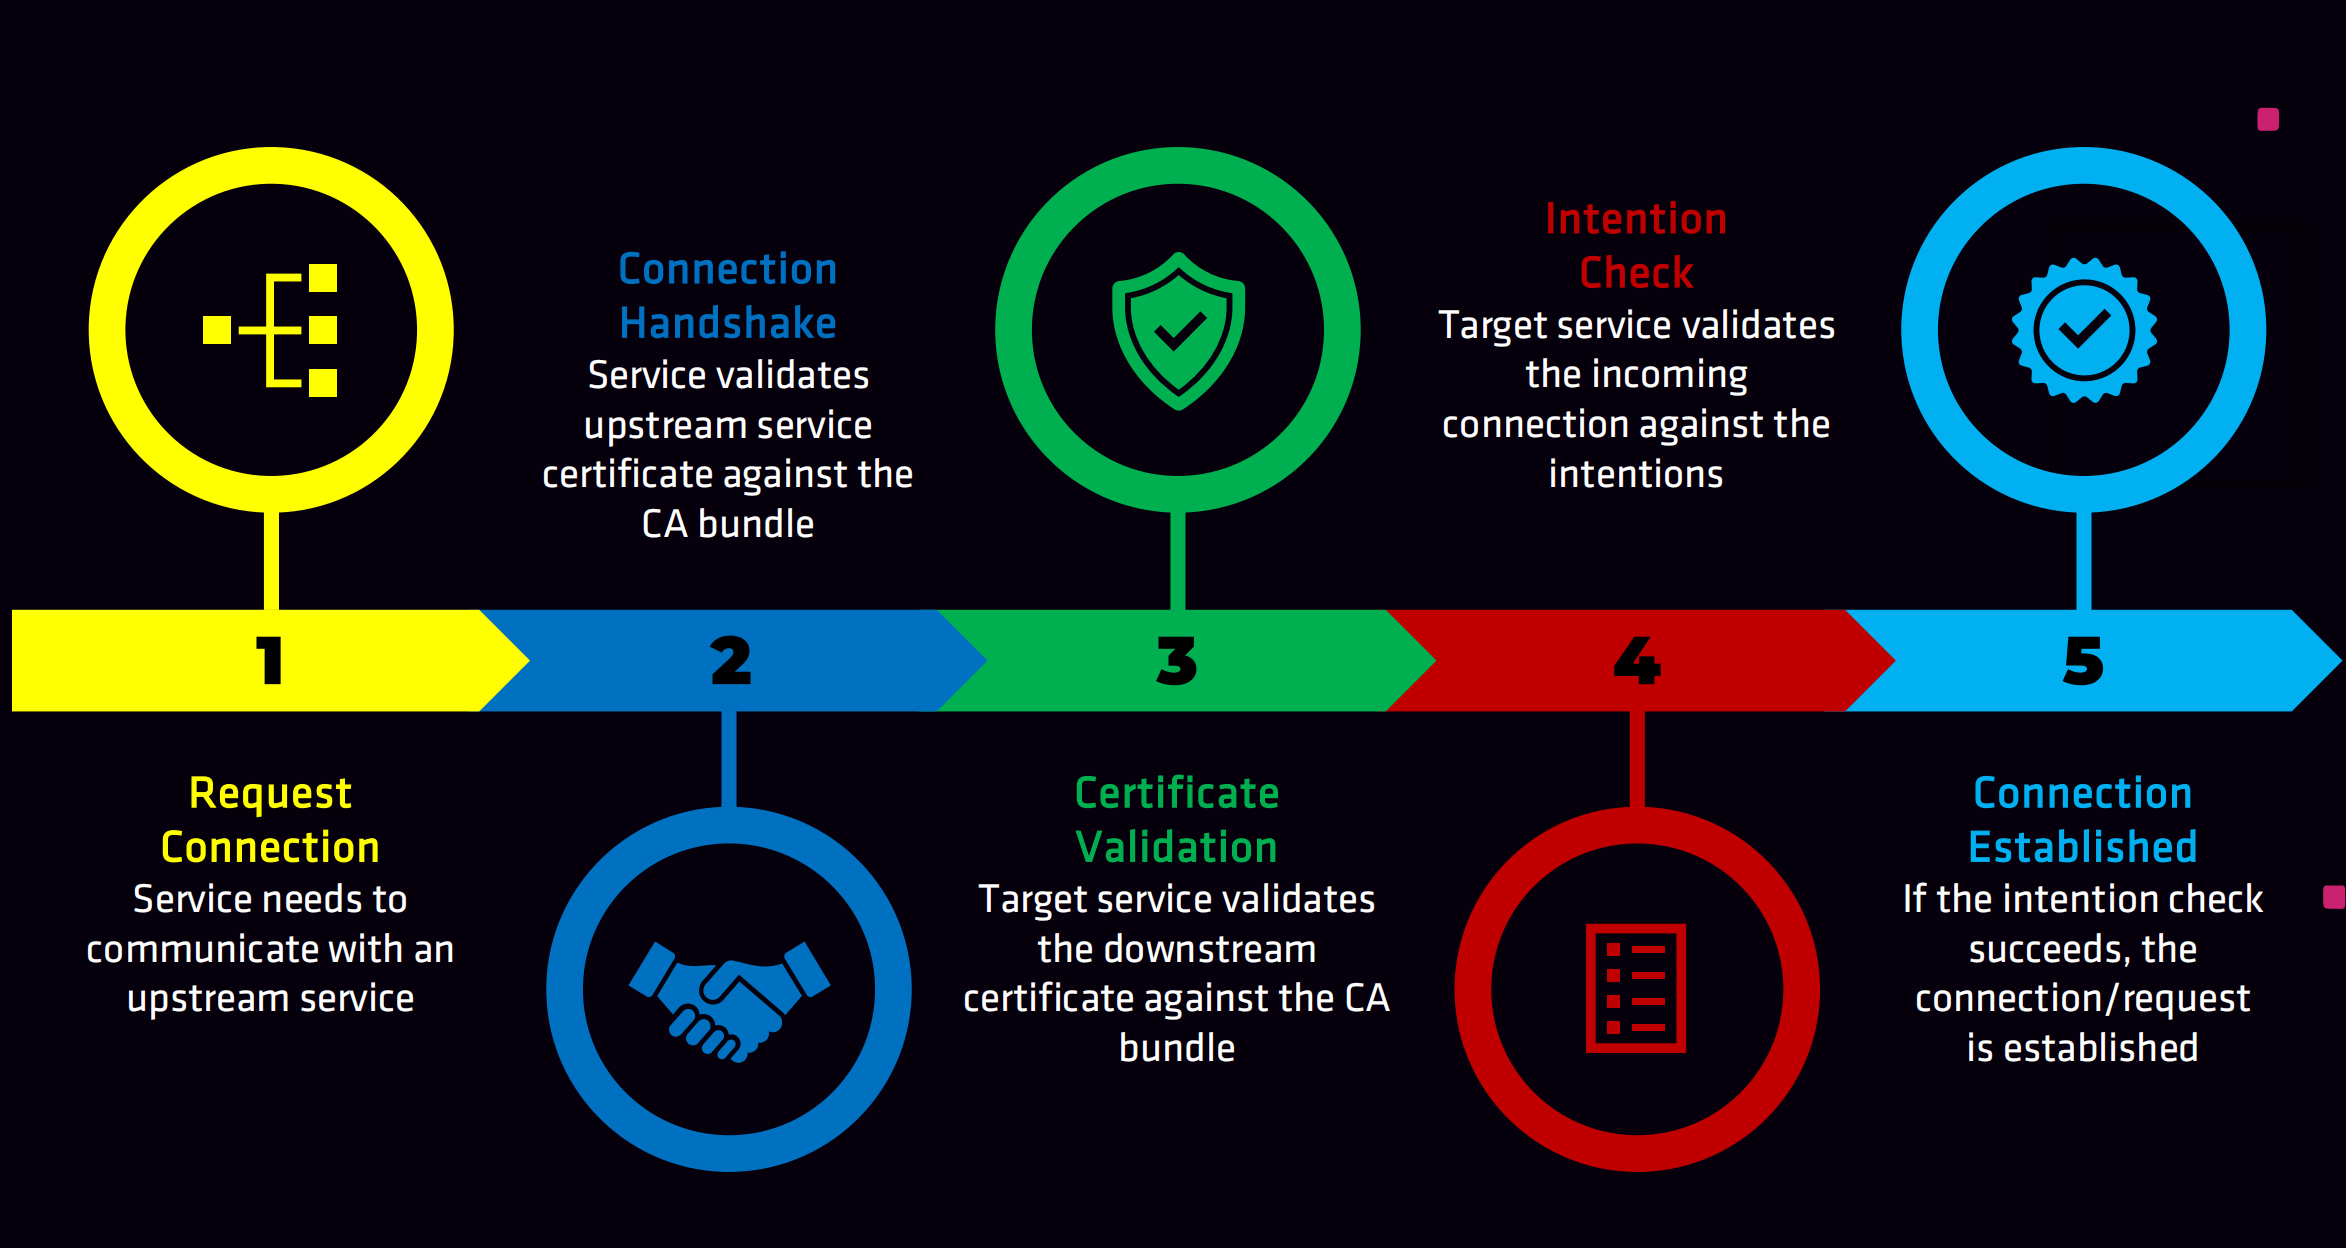 1
Request
Connection
Service needs to
communicate with an
upstream service
2
Connection
Handshake
Service validates
upstream service
certificate against the
CA bundle
3
Certificate
Validation
Target service validates
the downstream
certificate against the CA
bundle
4
Intention
Check
Target service validates
the incoming
connection against the
intentions
5
Connection
Established
If the intention check
succeeds, the
connection/request
is established